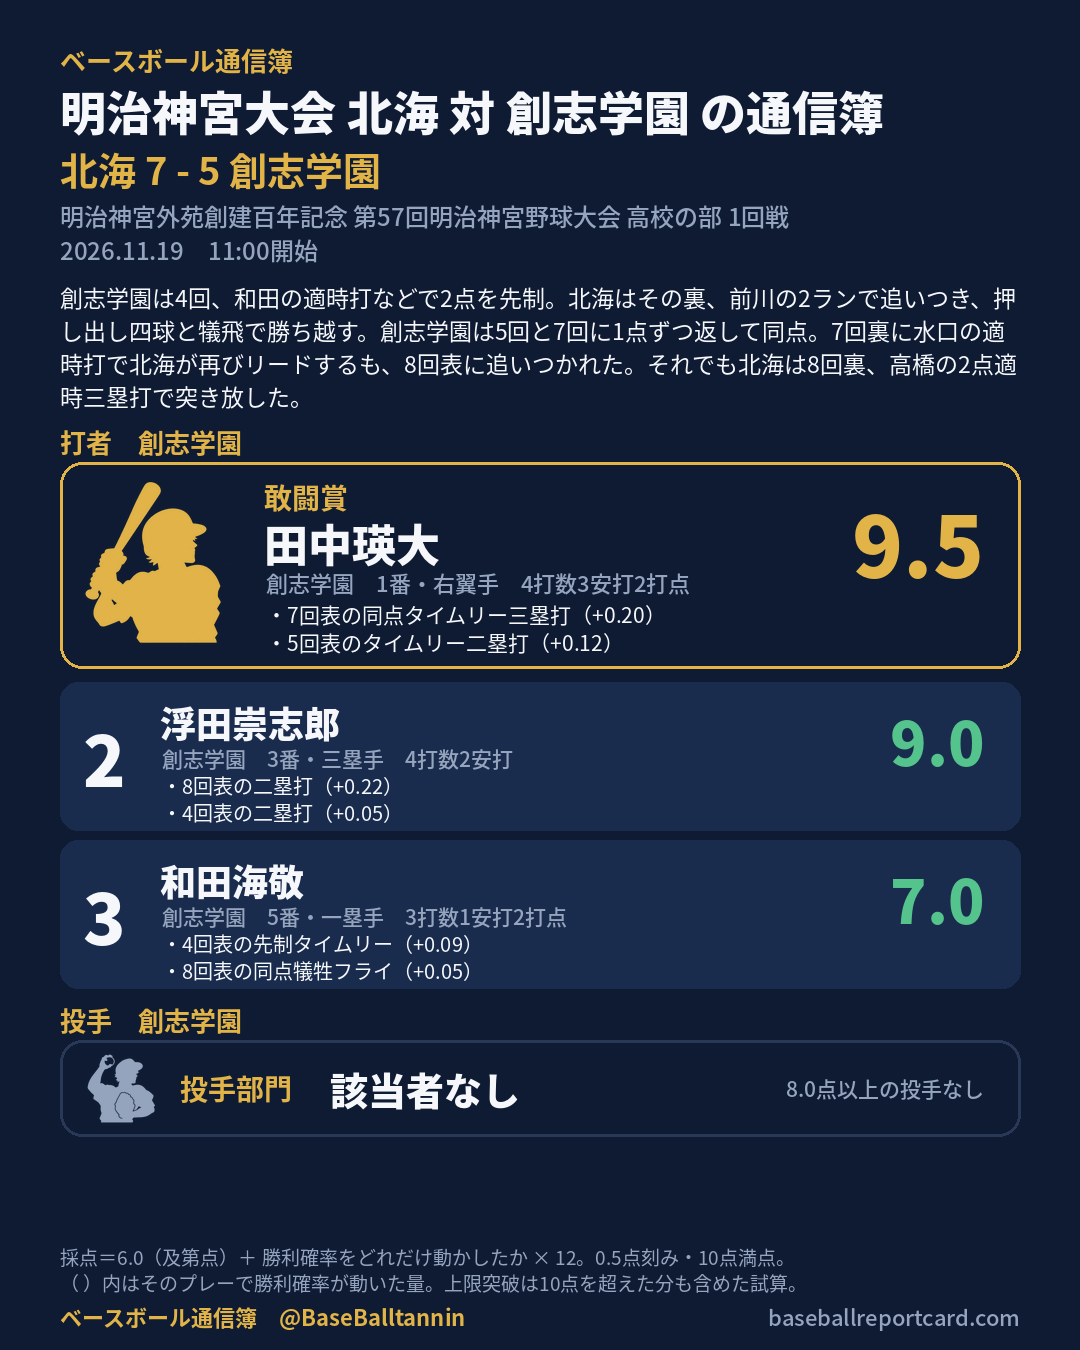 ベースボール通信簿
明治神宮大会 北海 対 創志学園 の通信簿
北海 7 - 5 創志学園
明治神宮外苑創建百年記念 第57回明治神宮野球大会 高校の部 1回戦
2026.11.19　11:00開始
創志学園は4回、和田の適時打などで2点を先制。北海はその裏、前川の2ランで追いつき、押
し出し四球と犠飛で勝ち越す。創志学園は5回と7回に1点ずつ返して同点。7回裏に水口の適
時打で北海が再びリードするも、8回表に追いつかれた。それでも北海は8回裏、高橋の2点適
時三塁打で突き放した。
打者　創志学園
敢闘賞
田中瑛大
創志学園　1番・右翼手　4打数3安打2打点
・7回表の同点タイムリー三塁打（+0.20）
・5回表のタイムリー二塁打（+0.12）
9.5
2
浮田崇志郎
創志学園　3番・三塁手　4打数2安打
・8回表の二塁打（+0.22）
・4回表の二塁打（+0.05）
9.0
3
和田海敬
創志学園　5番・一塁手　3打数1安打2打点
・4回表の先制タイムリー（+0.09）
・8回表の同点犠牲フライ（+0.05）
7.0
投手　創志学園
投手部門　該当者なし　8.0点以上の投手なし
採点＝6.0（及第点）＋ 勝利確率をどれだけ動かしたか × 12。0.5点刻み・10点満点。
（ ）内はそのプレーで勝利確率が動いた量。上限突破は10点を超えた分も含めた試算。
ベースボール通信簿　@BaseBalltannin
baseballreportcard.com